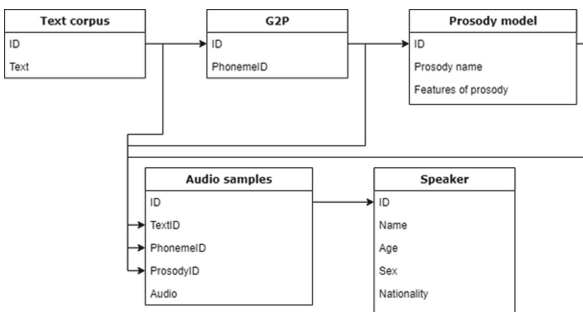 Text corpus
ID
Text
G2P
ID
PhonemeID
Prosody model
ID
Prosody name
Features of prosody
Audio samples
ID
TextID
PhonemeID
ProsodyID
Audio
Speaker
ID
Name
Age
Sex
Nationality